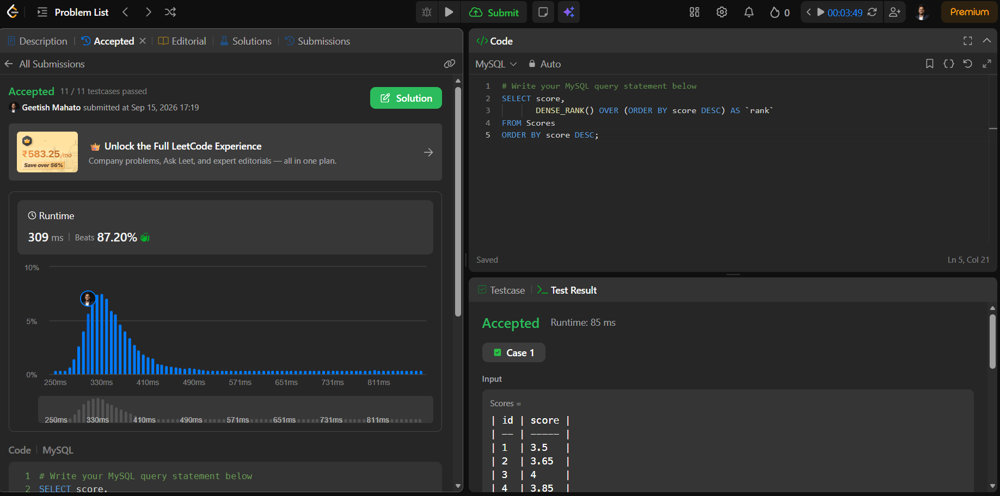 Problem List
Submit
0
00:03:49
Premium
Description
Accepted
Editorial
Solutions
Submissions
All Submissions
Accepted 11 / 11 testcases passed
Geetish Mahato submitted at Sep 15, 2026 17:19
Solution
₹583.25/mo
Save over 56%
Unlock the Full LeetCode Experience
Company problems, Ask Leet, and expert editorials — all in one plan.
Runtime
309 ms Beats 87.20%
10%
5%
0%
250ms 330ms 410ms 490ms 571ms 651ms 731ms 811ms
250ms 330ms 410ms 490ms 571ms 651ms 731ms 811ms
Code MySQL
1 # Write your MySQL query statement below
2 SELECT score,
</> Code
MySQL Auto
1 # Write your MySQL query statement below
2 SELECT score,
3 DENSE_RANK() OVER (ORDER BY score DESC) AS `rank`
4 FROM Scores
5 ORDER BY score DESC;
Saved
Ln 5, Col 21
Testcase
Test Result
Accepted Runtime: 85 ms
Case 1
Input
Scores =
| id | score |
| -- | ----- |
| 1 | 3.5 |
| 2 | 3.65 |
| 3 | 4 |
| 4 | 3.85 |